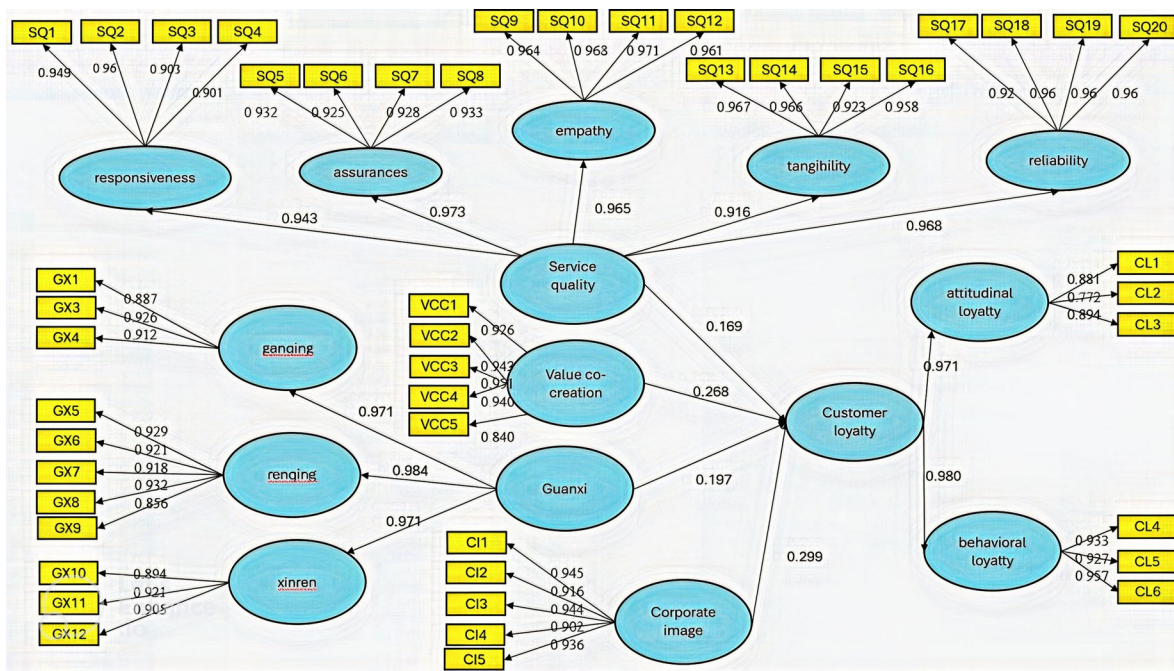 SQ9 SQ10 SQ11 SQ12
SQ1 SQ2 SQ3 SQ4
SQ17 SQ18 SQ19 SQ20
0.964 0.968 0.971 0.961
0.949 0.96 0.903 0.901
SQ5 SQ6 SQ7 SQ8
SQ13 SQ14 SQ15 SQ16
0.932 0.925 0.928 0.933
0.967 0.966 0.923 0.958
0.92 0.96 0.96 0.96
empathy
responsiveness
assurances
tangihility
reliability
0.943
0.973
0.965
0.916
0.968
Service
quality
GX1
GX3
GX4
0.887
0.926
0.912
ganqing
VCC1
VCC2
VCC3
VCC4
VCC5
0.926
0.943
0.991
0.940
0.840
Value co-
creation
0.169
0.268
0.197
0.299
Customer
loyalty
attitudinal
loyalty
CL1
CL2
CL3
0.881
0.772
0.894
0.971
0.980
GX5
GX6
GX7
GX8
GX9
0.929
0.921
0.918
0.932
0.856
renqing
0.971
0.984
0.971
Guanxi
GX10
GX11
GX12
0.894
0.921
0.905
xinren
CI1
CI2
CI3
CI4
CI5
0.945
0.916
0.944
0.902
0.936
Corporate
image
behavioral
loyalty
CL4
CL5
CL6
0.933
0.927
0.957